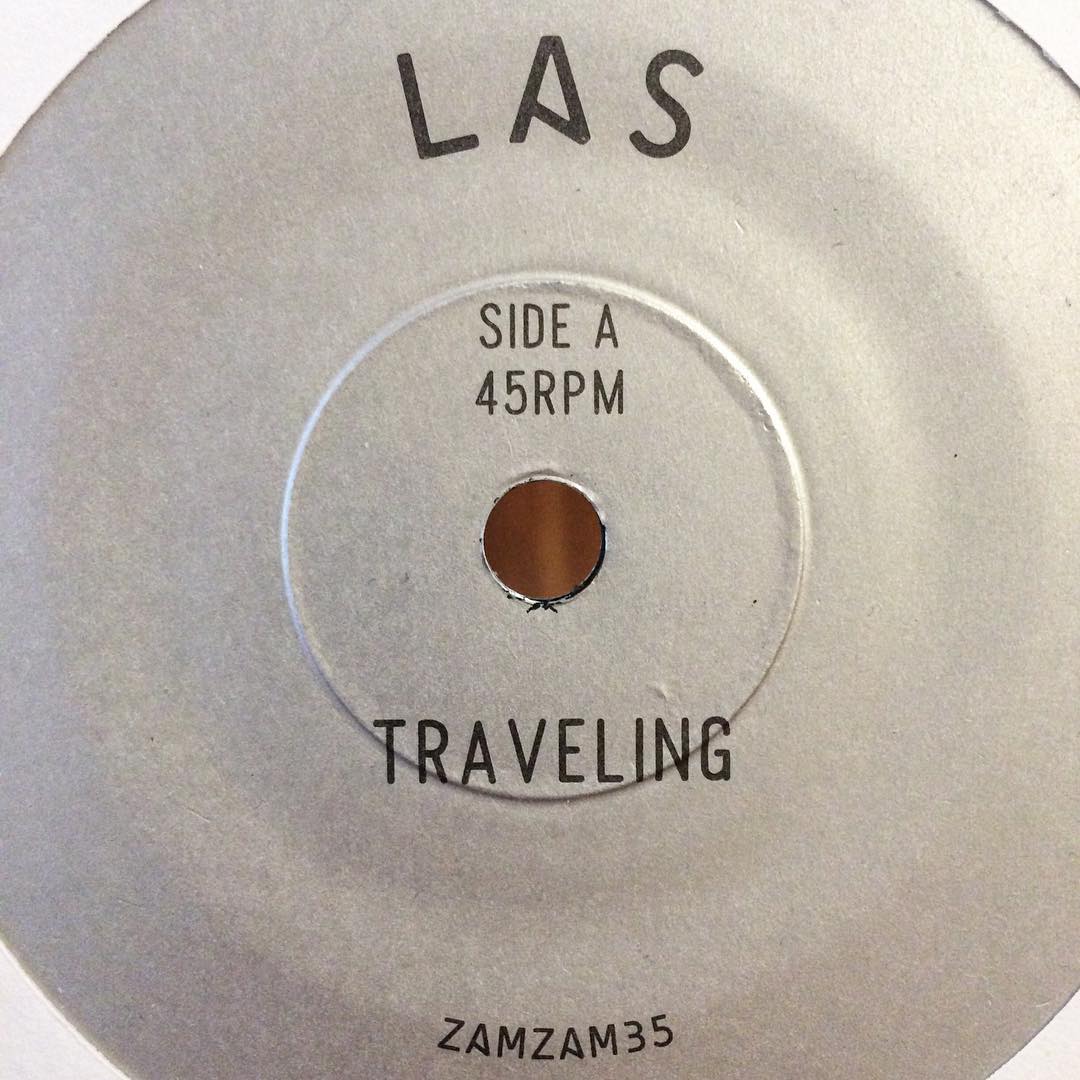 LAS
SIDE A
45RPM
TRAVELING
ZAMZAM35